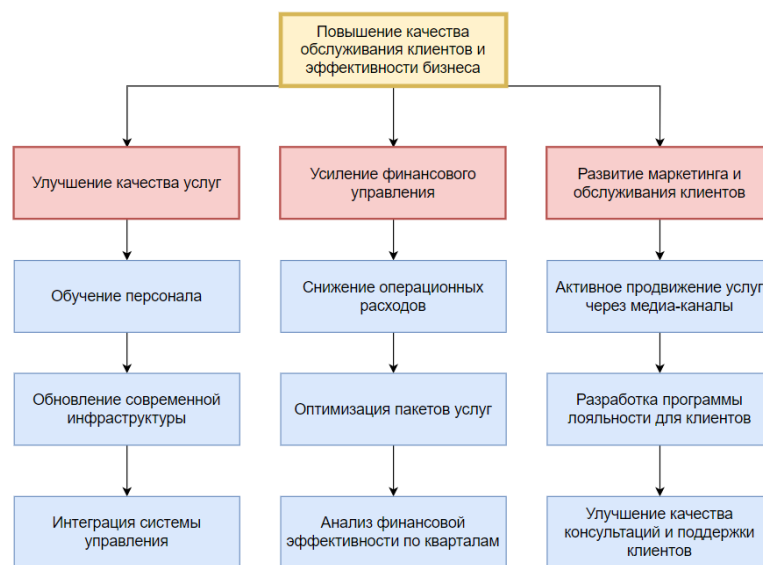 Повышение качества
обслуживания клиентов и
эффективности бизнеса
Улучшение качества услуг
Усиление финансового
управления
Развитие маркетинга и
обслуживания клиентов
Обучение персонала
Снижение операционных
расходов
Активное продвижение услуг
через медиа-каналы
Обновление современной
инфраструктуры
Оптимизация пакетов услуг
Разработка программы
лояльности для клиентов
Интеграция системы
управления
Анализ финансовой
эффективности по кварталам
Улучшение качества
консультаций и поддержки
клиентов